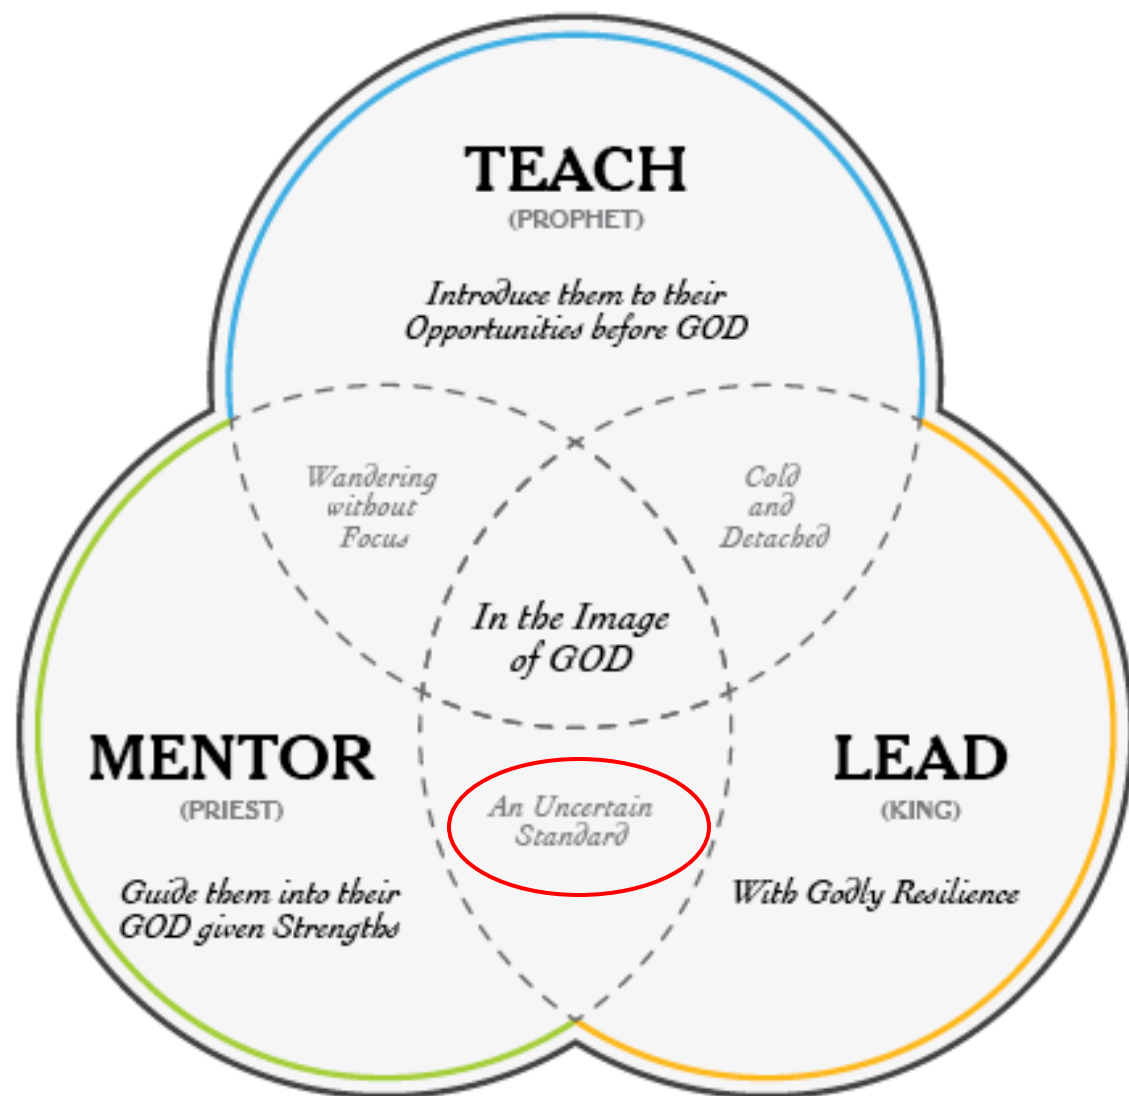 TEACH
(PROPHET)
Introduce them to their
Opportunities before GOD
Wandering
without
Focus
Cold
and
Detached
In the Image
of GOD
MENTOR
(PRIEST)
Guide them into their
GOD given Strengths
An Uncertain
Standard
LEAD
(KING)
With Godly Resilience